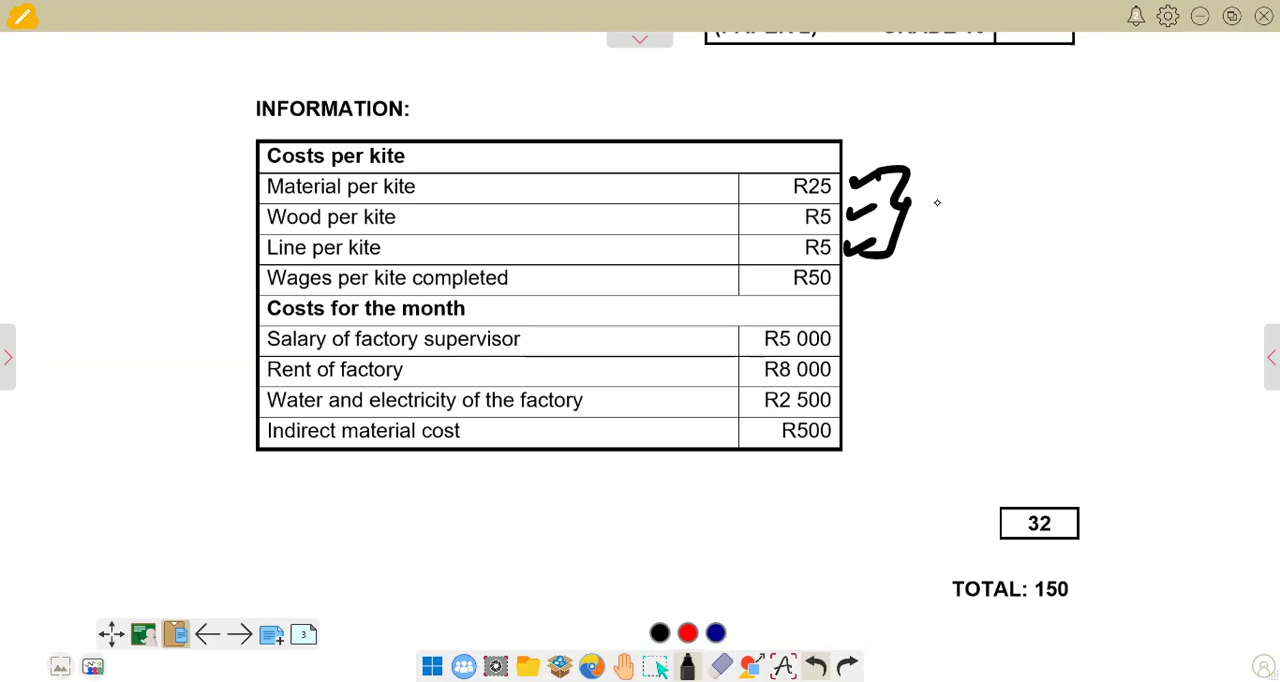 INFORMATION:
Costs per kite
Material per kite R25
Wood per kite R5
Line per kite R5
Wages per kite completed R50
Costs for the month
Salary of factory supervisor R5 000
Rent of factory R8 000
Water and electricity of the factory R2 500
Indirect material cost R500
32
TOTAL: 150
3